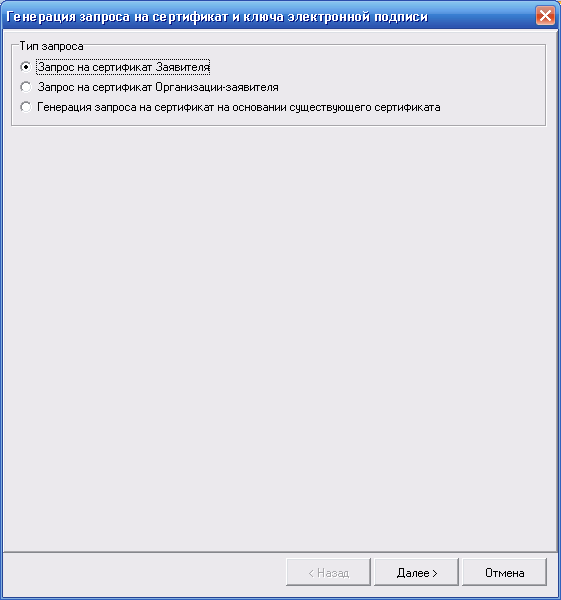 Генерация запроса на сертификат и ключа электронной подписи
Тип запроса
Запрос на сертификат Заявителя
Запрос на сертификат Организации-заявителя
Генерация запроса на сертификат на основании существующего сертификата
< Назад
Далее >
Отмена